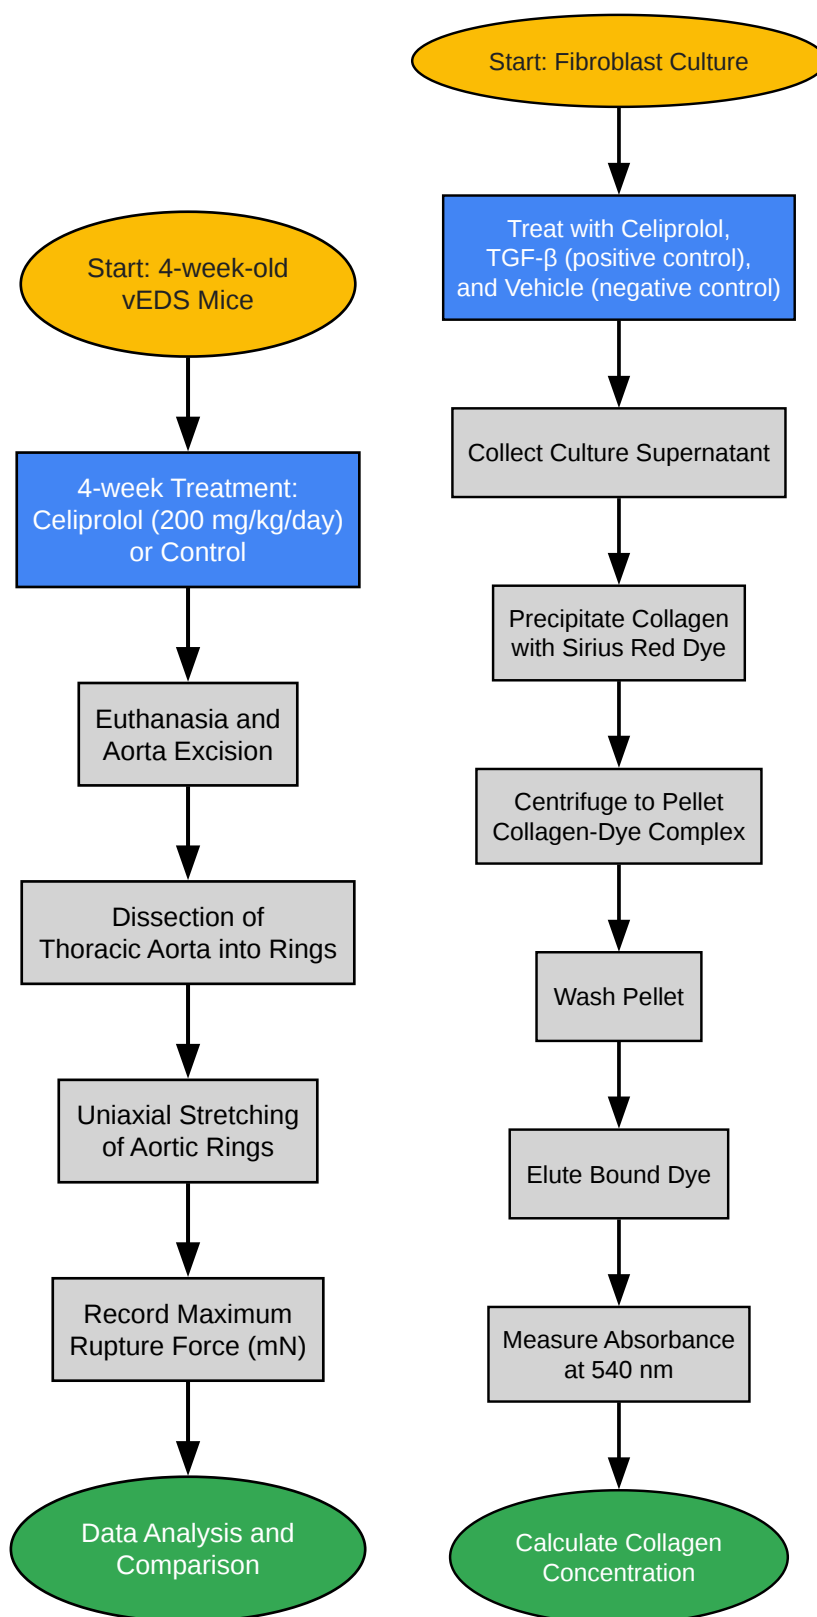 Start: 4-week-old
vEDS Mice
4-week Treatment:
Celiprolol (200 mg/kg/day)
or Control
Euthanasia and
Aorta Excision
Dissection of
Thoracic Aorta into Rings
Uniaxial Stretching
of Aortic Rings
Record Maximum
Rupture Force (mN)
Data Analysis and
Comparison
Start: Fibroblast Culture
Treat with Celiprolol,
TGF-β (positive control),
and Vehicle (negative control)
Collect Culture Supernatant
Precipitate Collagen
with Sirius Red Dye
Centrifuge to Pellet
Collagen-Dye Complex
Wash Pellet
Elute Bound Dye
Measure Absorbance
at 540 nm
Calculate Collagen
Concentration